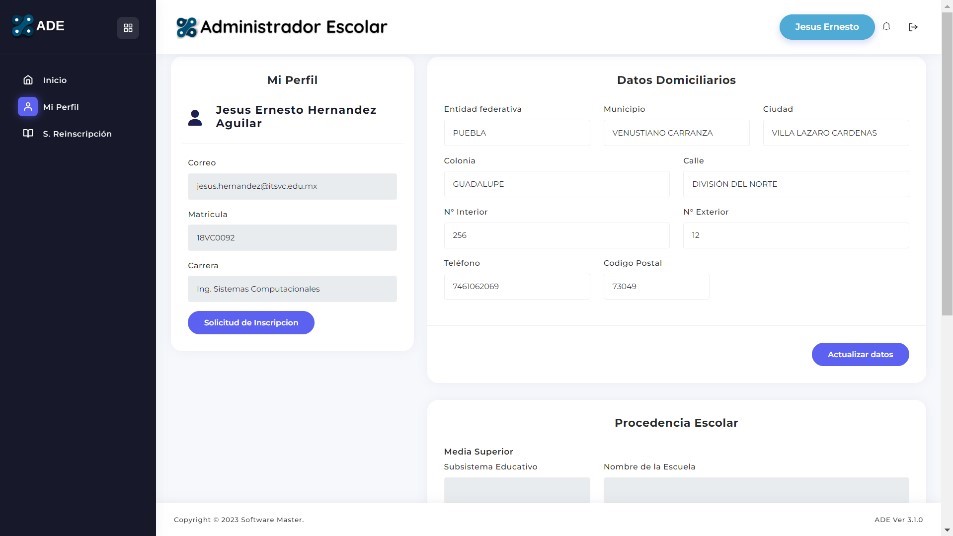 ADE
Administrador Escolar
Jesus Ernesto
Inicio
Mi Perfil
S. Reinscripción
Mi Perfil
Jesus Ernesto Hernandez
Aguilar
Correo
jesus.hernandez@itsvc.edu.mx
Matricula
18VC0092
Carrera
Ing. Sistemas Computacionales
Solicitud de Inscripcion
Datos Domiciliarios
Entidad federativa Municipio Ciudad
PUEBLA VENUSTIANO CARRANZA VILLA LAZARO CARDENAS
Colonia Calle
GUADALUPE DIVISIÓN DEL NORTE
N° Interior N° Exterior
256 12
Teléfono Codigo Postal
7461062069 73049
Actualizar datos
Procedencia Escolar
Media Superior
Subsistema Educativo Nombre de la Escuela
Copyright © 2023 Software Master. ADE Ver 3.1.0